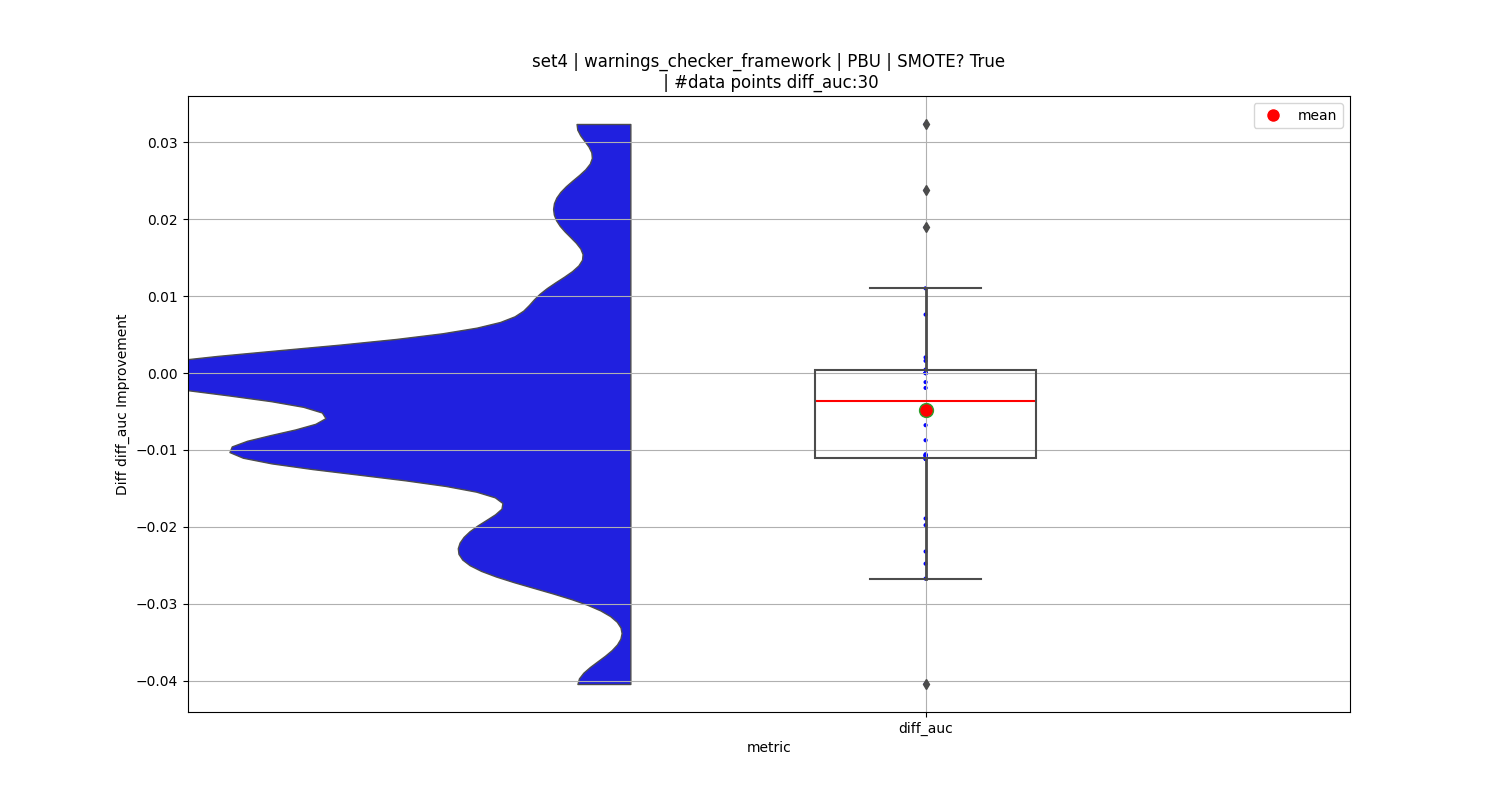 set4 | warnings_checker_framework | PBU | SMOTE? True
| #data points diff_auc:30
mean
0.03
0.02
0.01
0.00
−0.01
−0.02
−0.03
−0.04
Diff diff_auc Improvement
diff_auc
metric